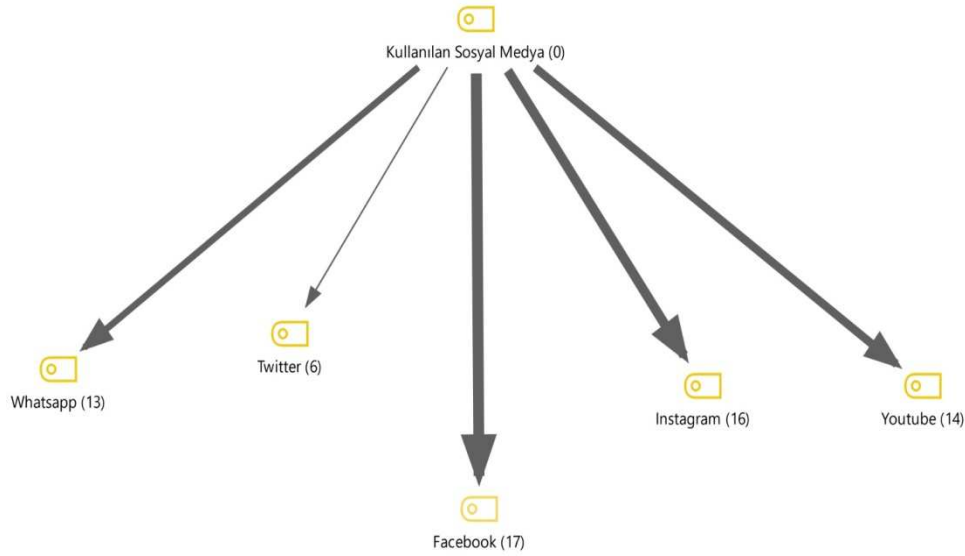 Kullanılan Sosyal Medya (0)
Twitter (6)
Whatsapp (13)
Instagram (16)
Youtube (14)
Facebook (17)